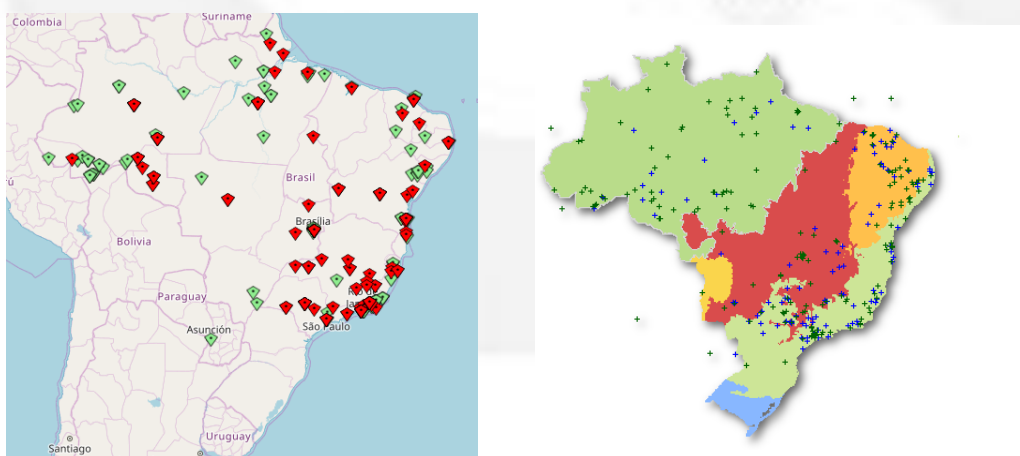 Suriname
Colombia
Brasil
Brasília
Bolivia
Paraguay
São Paulo
Asunción
Uruguay
Santiago